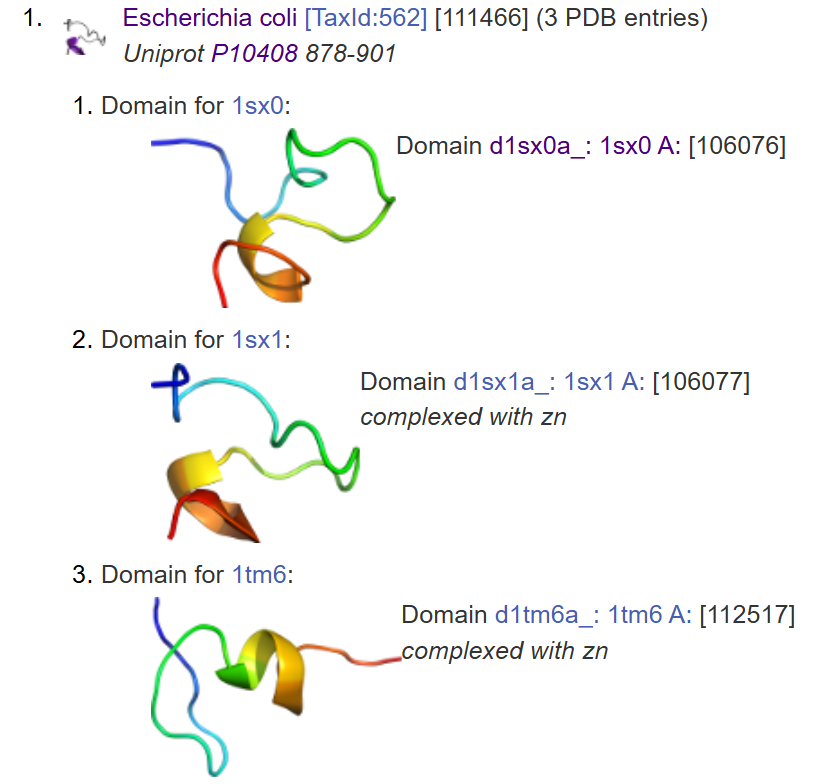 1. Escherichia coli [TaxId:562] [111466] (3 PDB entries)
Uniprot P10408 878-901
1. Domain for 1sx0:
Domain d1sx0a_: 1sx0 A: [106076]
2. Domain for 1sx1:
Domain d1sx1a_: 1sx1 A: [106077]
complexed with zn
3. Domain for 1tm6:
Domain d1tm6a_: 1tm6 A: [112517]
complexed with zn